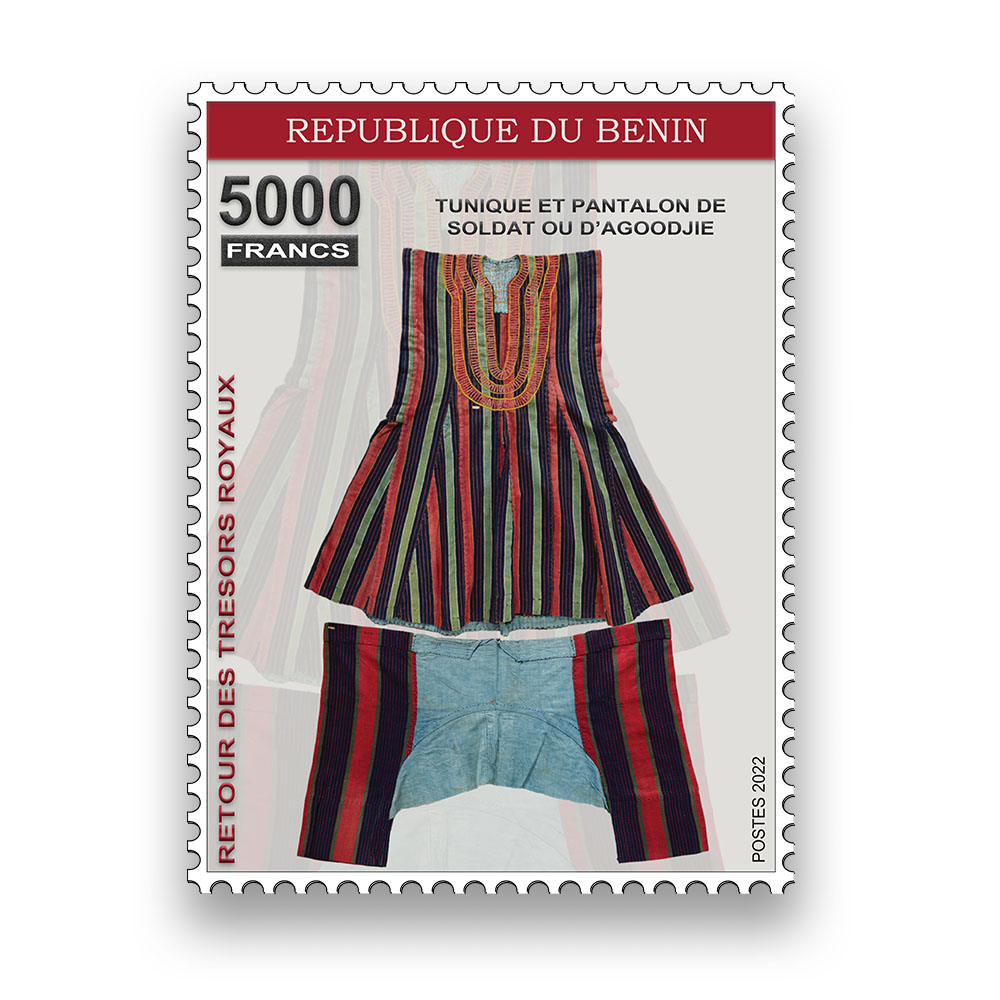 REPUBLIQUE DU BENIN
5000
FRANCS
TUNIQUE ET PANTALON DE
SOLDAT OU D'AGOODJIE
RETOUR DES TRESORS ROYAUX
POSTES 2022